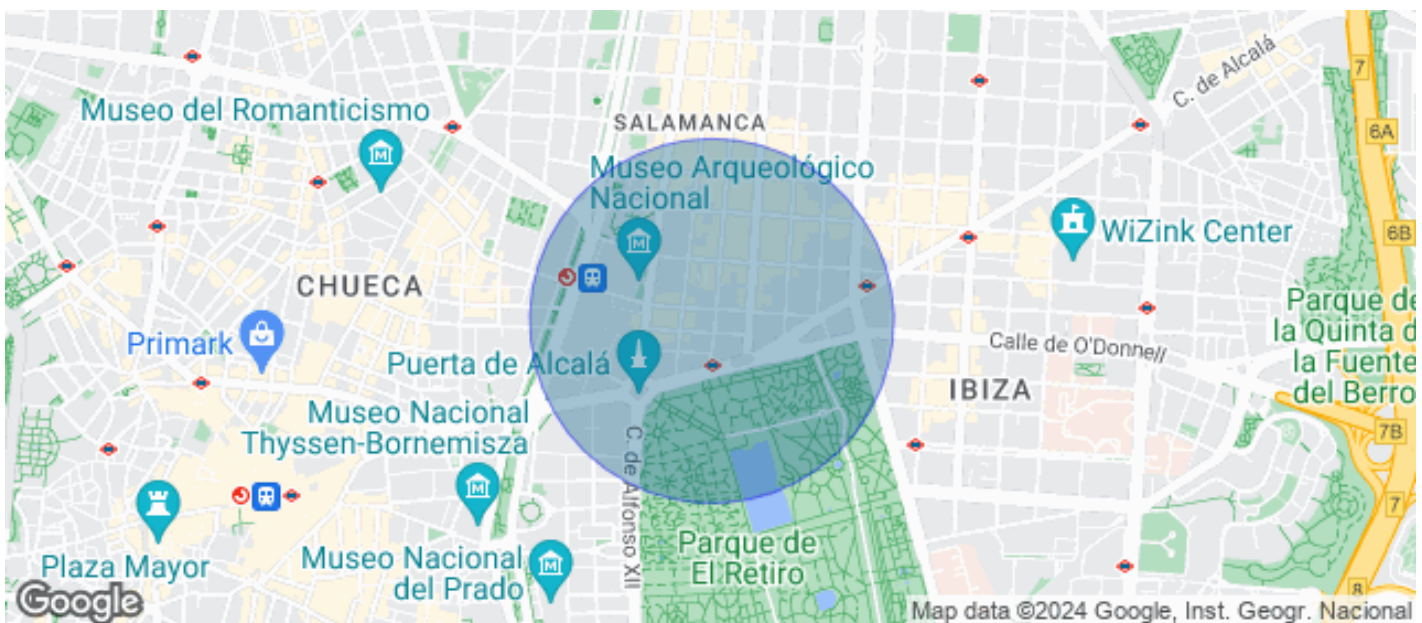 C. de Alcalá
7
Museo del Romanticismo
SALAMANCA
6A
Museo Arqueológico
Nacional
WiZink Center
6B
CHUECA
Parque de
la Quinta d
la Fuente
del Berro
Primark
Puerta de Alcalá
Calle de O'Donnell
IBIZA
Museo Nacional
Thyssen-Bornemisza
7B
C. de Alfonso XII
7
Plaza Mayor
Museo Nacional
del Prado
Parque de
El Retiro
8
Google
Map data ©2024 Google, Inst. Geogr. Nacional